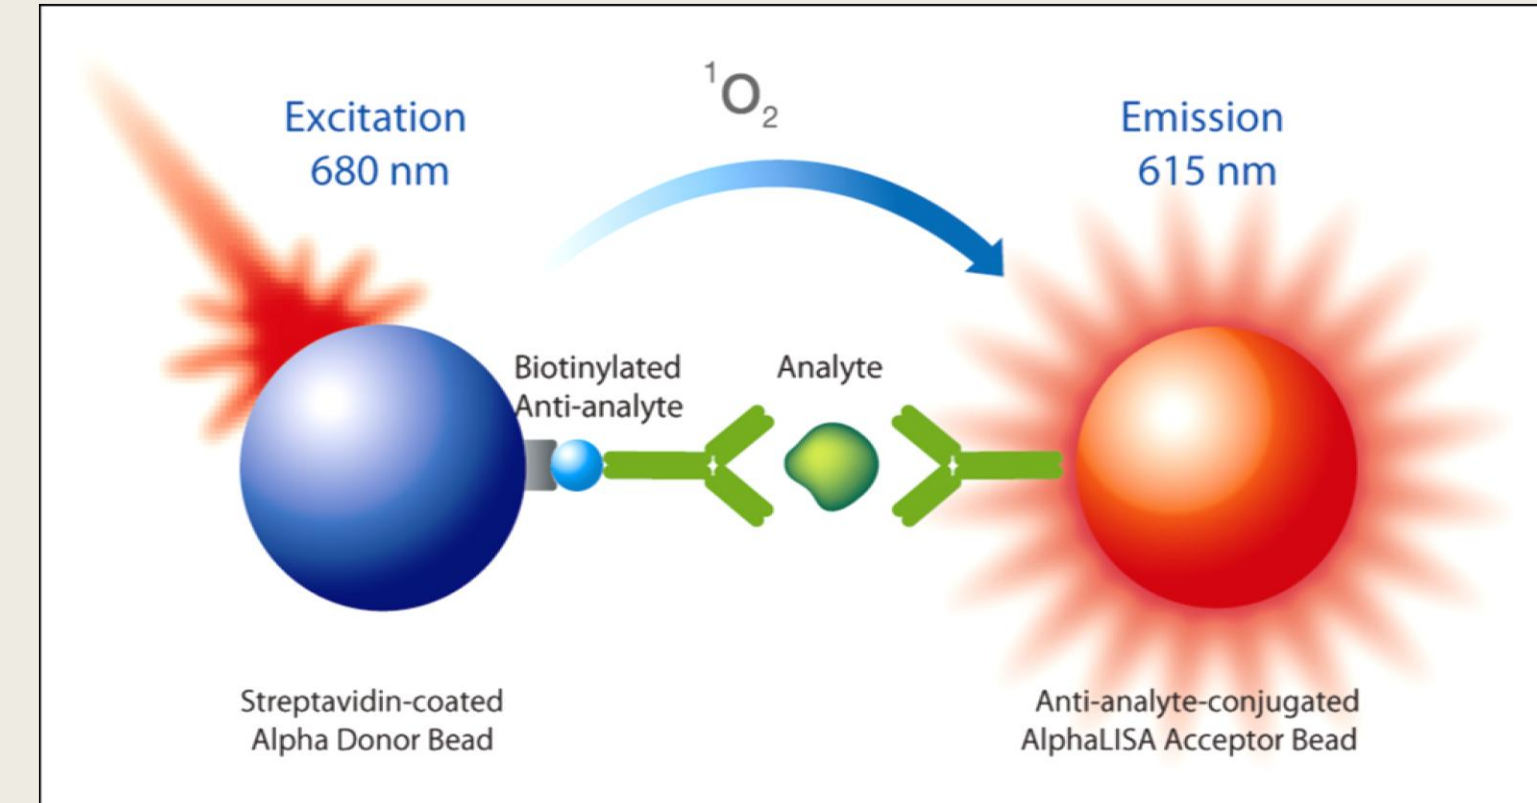 Excitation
680 nm
¹O₂
Emission
615 nm
Biotinylated
Anti-analyte
Analyte
Streptavidin-coated
Alpha Donor Bead
Anti-analyte-conjugated
AlphaLISA Acceptor Bead